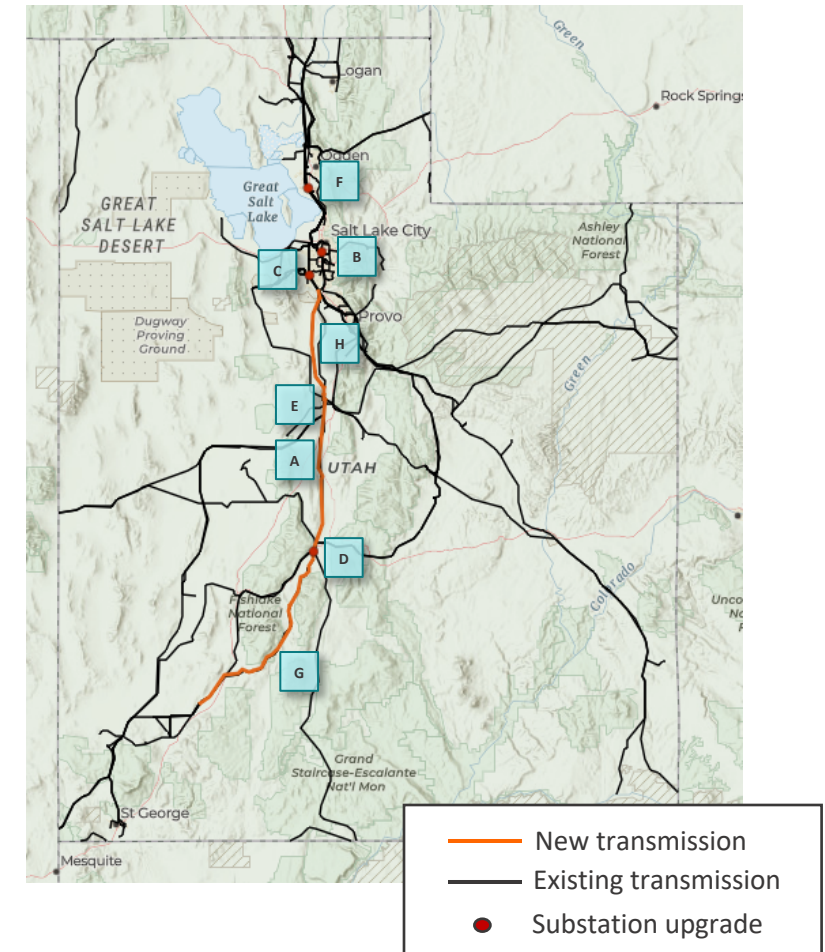 Green
Logan
Rock Springs
Ogden
F
Great
Salt
Lake
GREAT
SALT LAKE
DESERT
Salt Lake City
Ashley
National
Forest
B
C
Provo
Dugway
Proving
Ground
H
Green
E
A
UTAH
D
Colorado
Fishlake
National
Forest
G
Grand
Staircase-Escalante
Nat'l Mon
St George
Mesquite
New transmission
Existing transmission
Substation upgrade